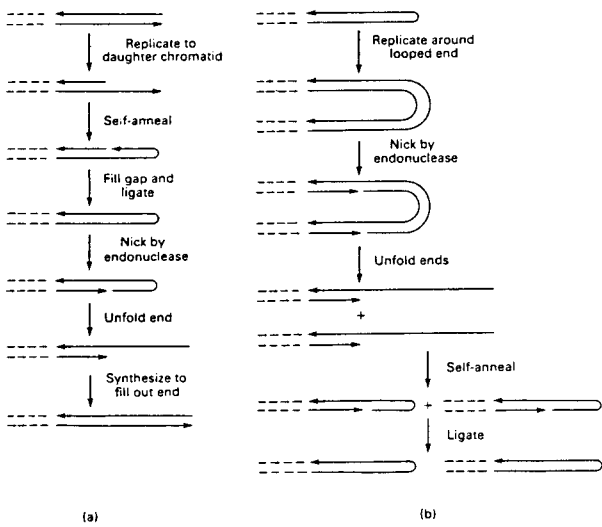 Replicate to
daughter chromatid
Self-anneal
Fill gap and
ligate
Nick by
endonuclease
Unfold end
Synthesize to
fill out end
(a)
Replicate around
looped end
Nick by
endonuclease
Unfold ends
+
Self-anneal
+
Ligate
(b)